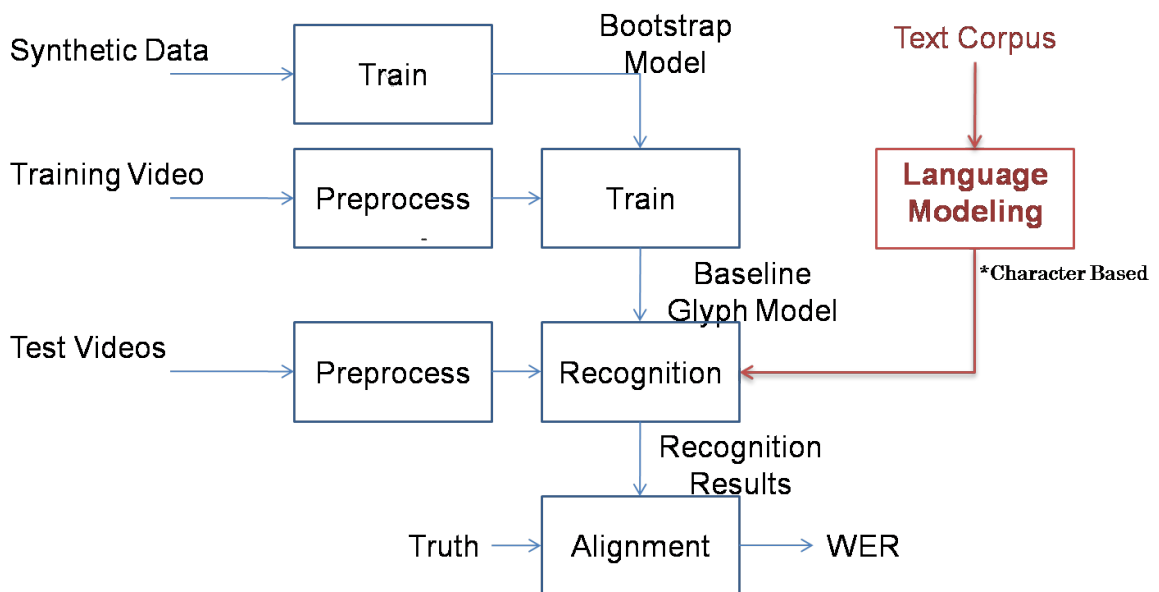 Synthetic Data
Train
Bootstrap
Model
Text Corpus
Training Video
Preprocess
-
Train
Language
Modeling
*Character Based
Baseline
Glyph Model
Test Videos
Preprocess
Recognition
Recognition
Results
Truth
Alignment
WER